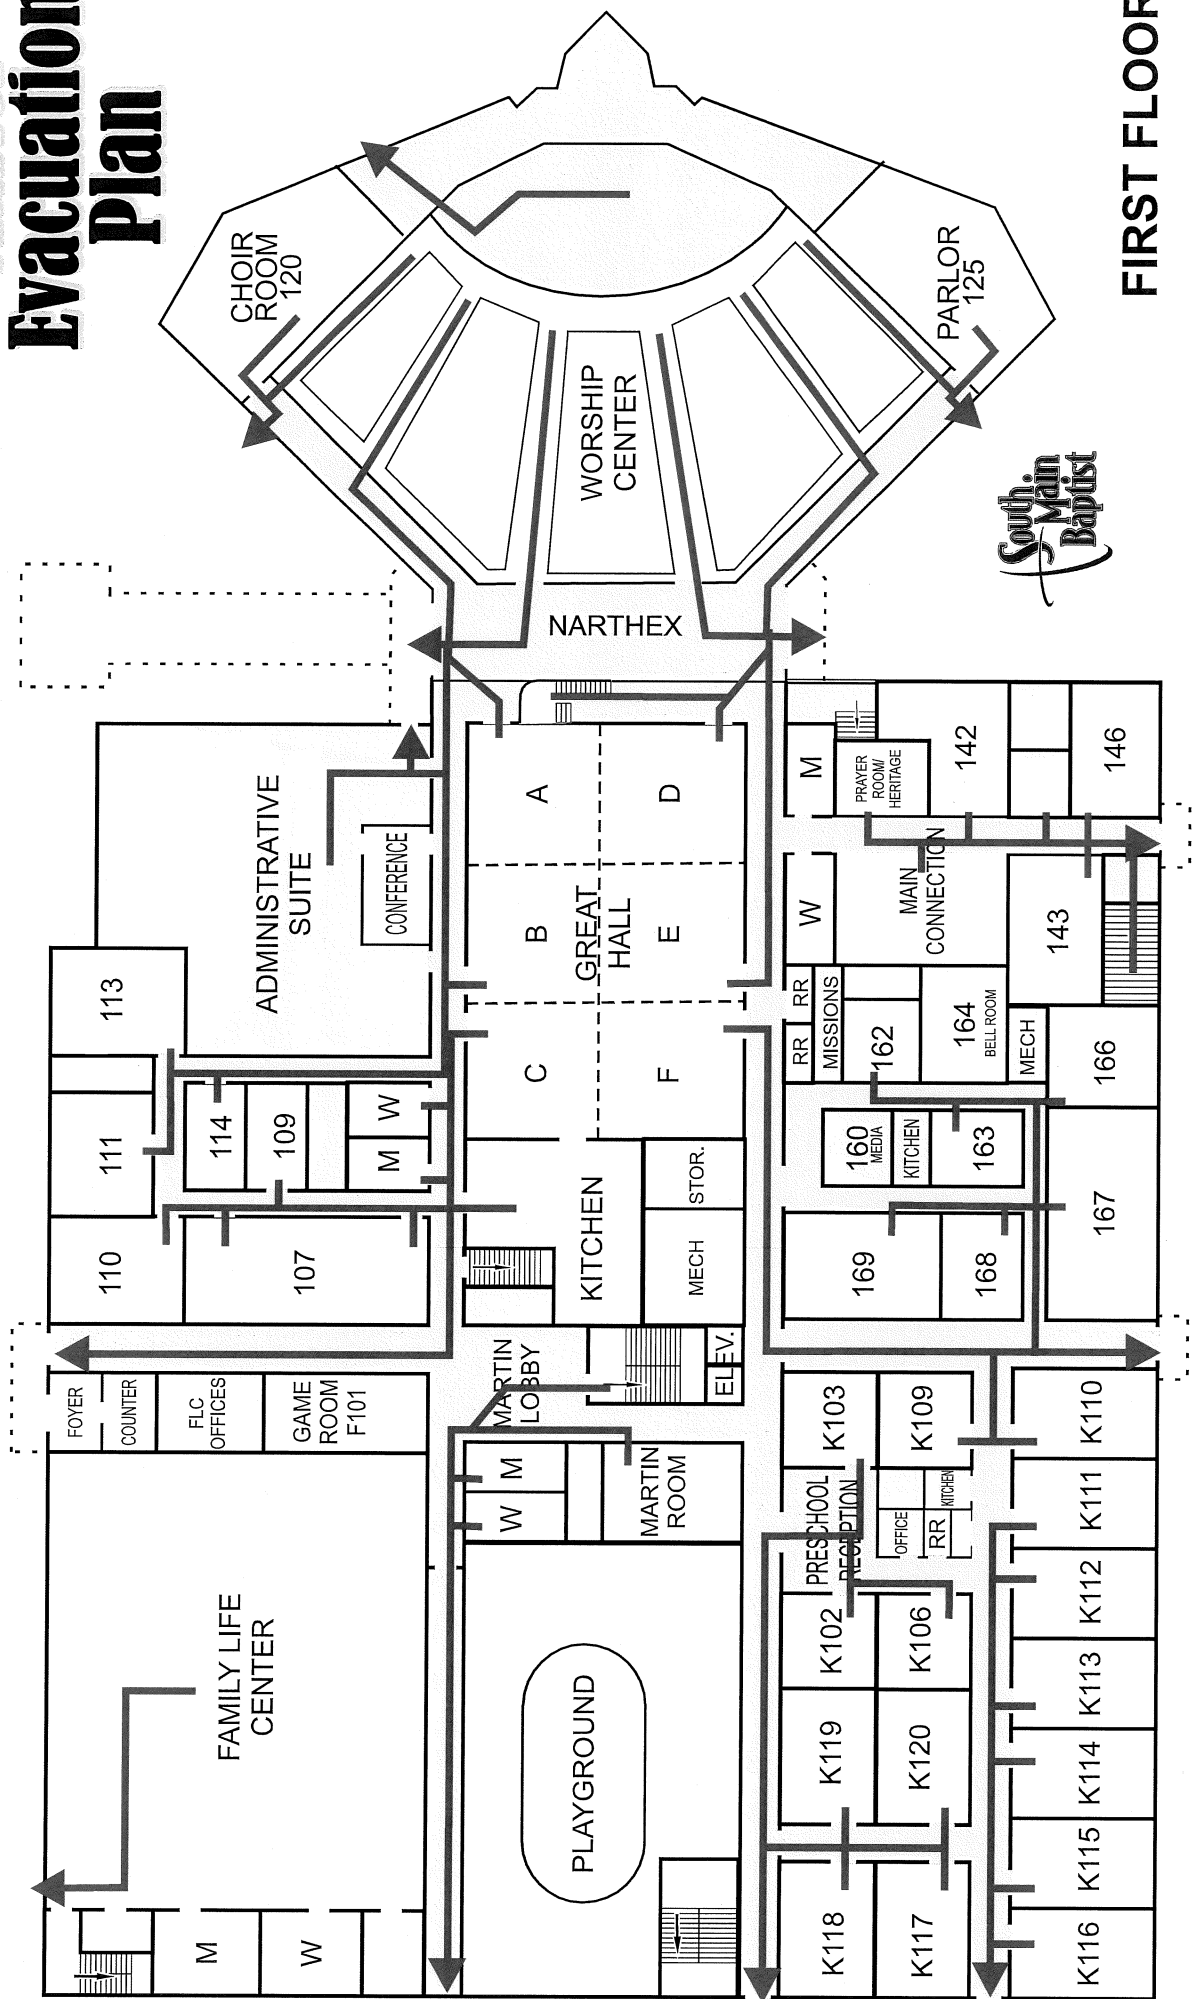 Evacuation
Plan
FIRST FLOOR
CHOIR
ROOM
120
PARLOR
125
WORSHIP
CENTER
South
Main
Baptist
NARTHEX
ADMINISTRATIVE
SUITE
CONFERENCE
113
111
114
109
W
M
110
107
A
D
B
E
GREAT
HALL
C
F
KITCHEN
STOR.
MECH
M
PRAYER
ROOM/
HERITAGE
142
146
W
MAIN
CONNECTION
143
RR
RR
MISSIONS
162
164
BELL ROOM
MECH
166
160
MEDIA
KITCHEN
163
167
169
168
FOYER
COUNTER
FLC
OFFICES
GAME
ROOM
F101
MARTIN
LOBBY
ELEV.
M
W
MARTIN
ROOM
K103
K109
K110
PRESCHOOL
RECEPTION
OFFICE
KITCHEN
RR
K111
K112
K102
K106
K113
K119
K120
K114
K115
K118
K117
K116
FAMILY LIFE
CENTER
PLAYGROUND
M
W